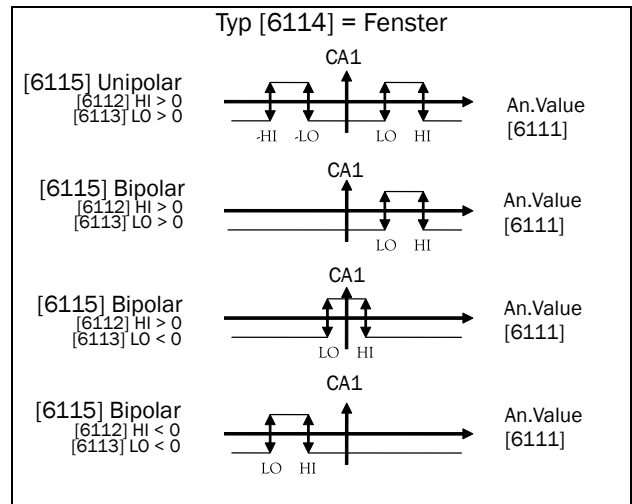 Typ [6114] = Fenster
CA1
[6115] Unipolar
[6112] HI > 0
[6113] LO > 0
An.Value
[6111]
-HI -LO LO HI
CA1
[6115] Bipolar
[6112] HI > 0
[6113] LO > 0
An.Value
[6111]
LO HI
CA1
[6115] Bipolar
[6112] HI > 0
[6113] LO < 0
An.Value
[6111]
LO HI
CA1
[6115] Bipolar
[6112] HI < 0
[6113] LO < 0
An.Value
[6111]
LO HI